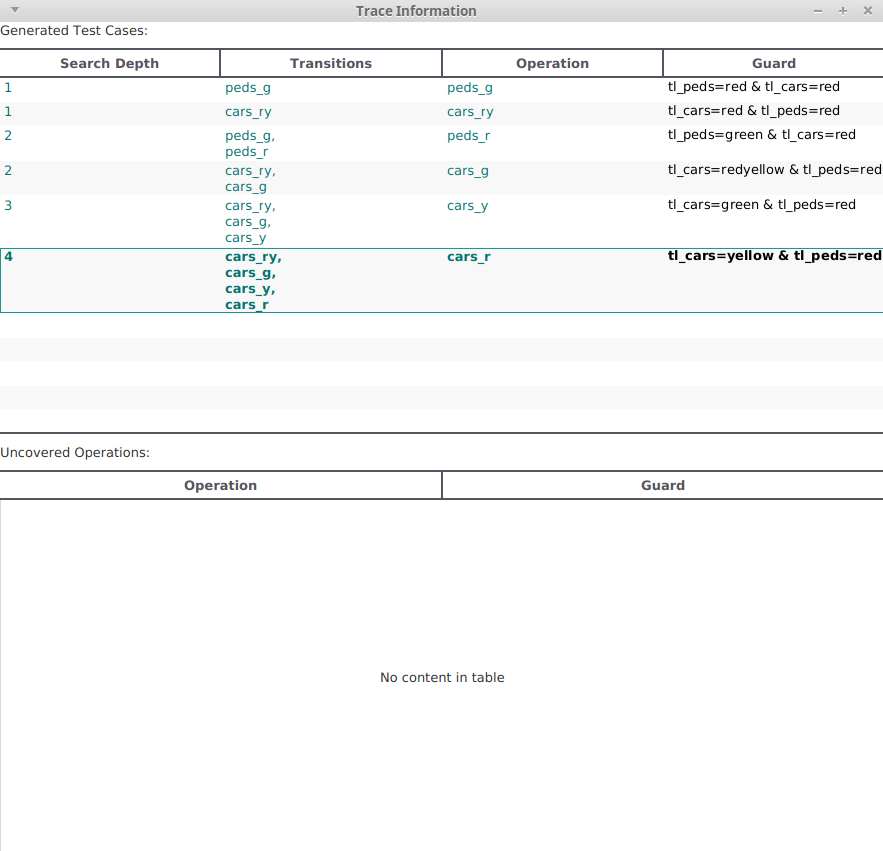 Trace Information
Generated Test Cases:
Search Depth Transitions Operation Guard
1 peds_g peds_g tl_peds=red & tl_cars=red
1 cars_ry cars_ry tl_cars=red & tl_peds=red
2 peds_g, peds_r tl_peds=green & tl_cars=red
peds_r
2 cars_ry, cars_g tl_cars=redyellow & tl_peds=red
cars_g
3 cars_ry, cars_y tl_cars=green & tl_peds=red
cars_g,
cars_y
4 cars_ry, cars_r tl_cars=yellow & tl_peds=red
cars_g,
cars_y,
cars_r
Uncovered Operations:
Operation Guard
No content in table